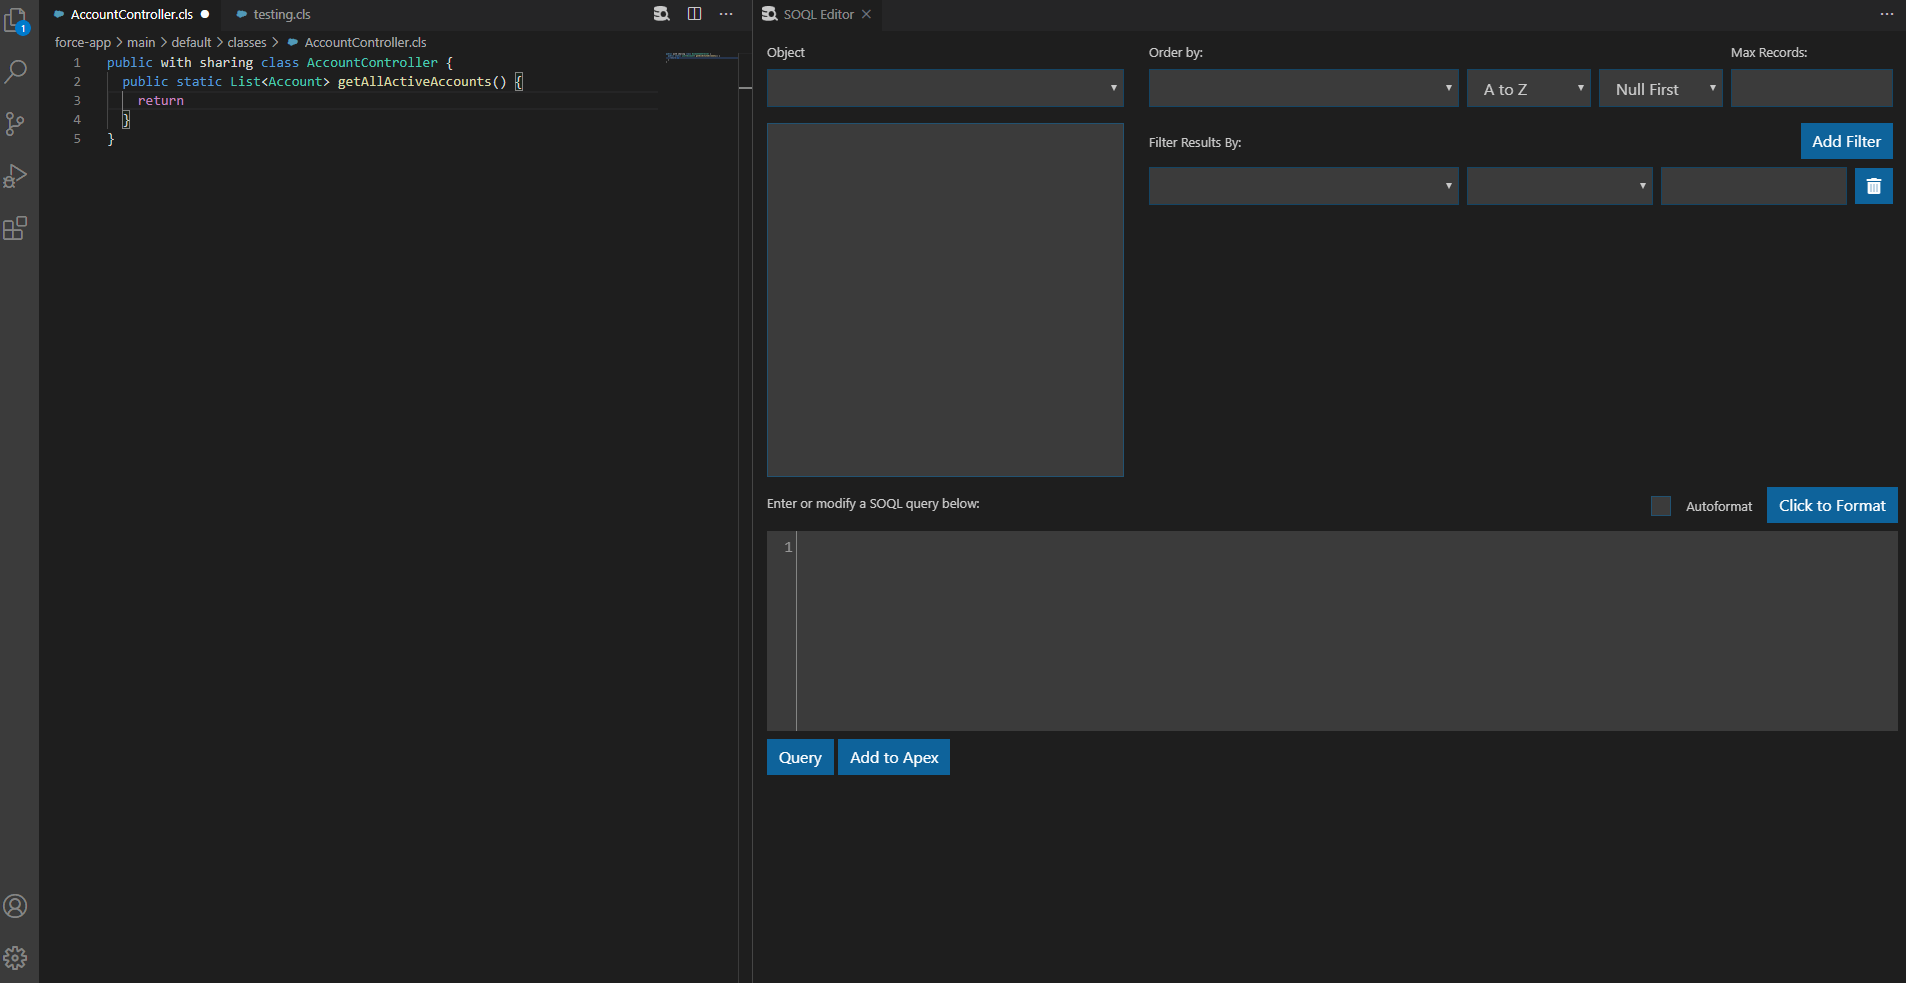 AccountController.cls
testing.cls
force-app > main > default > classes > AccountController.cls
1 public with sharing class AccountController {
2 public static List<Account> getAllActiveAccounts() {
3 return
4 }
5 }
1
SOQL Editor
Object
Order by:
Max Records:
A to Z
Null First
Filter Results By:
Add Filter
Enter or modify a SOQL query below:
Autoformat
Click to Format
1
Query
Add to Apex